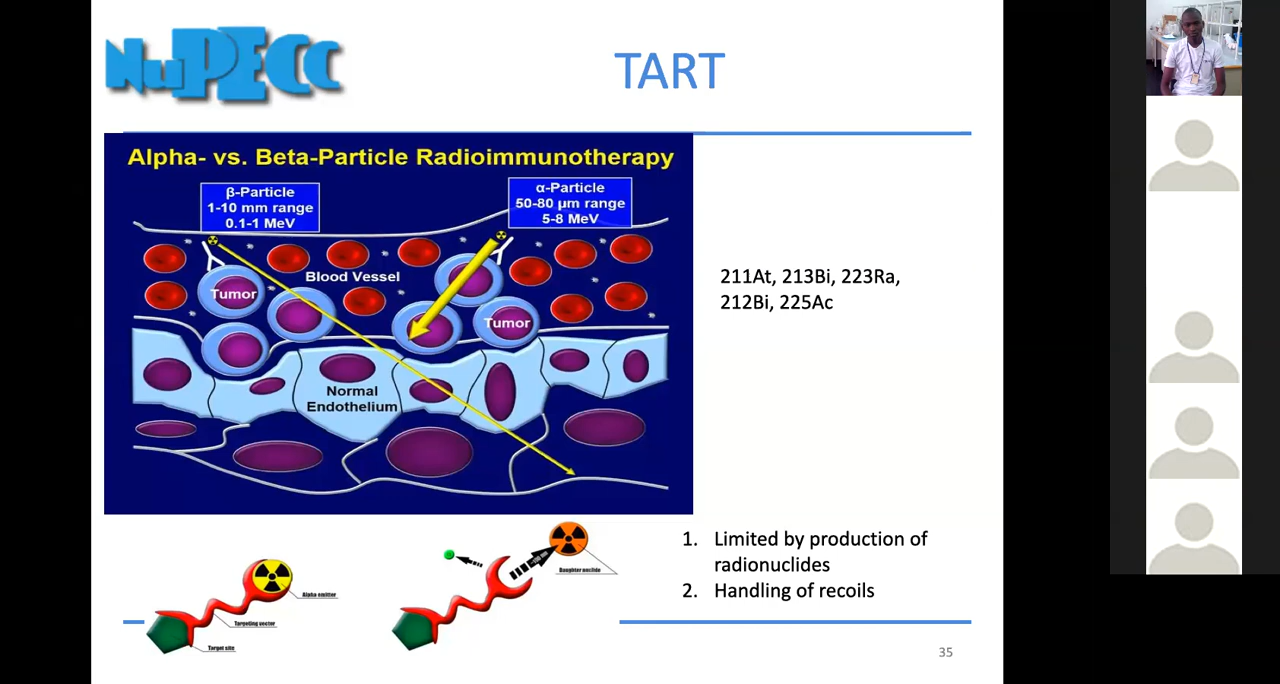 NuPECC
TART
Alpha- vs. Beta-Particle Radioimmunotherapy
β-Particle
1-10 mm range
0.1-1 MeV
α-Particle
50-80 µm range
5-8 MeV
Blood Vessel
Tumor
Tumor
Normal
Endothelium
211At, 213Bi, 223Ra,
212Bi, 225Ac
Alpha emitter
Targeting vector
Target site
Daughter nuclide
1. Limited by production of
radionuclides
2. Handling of recoils
35